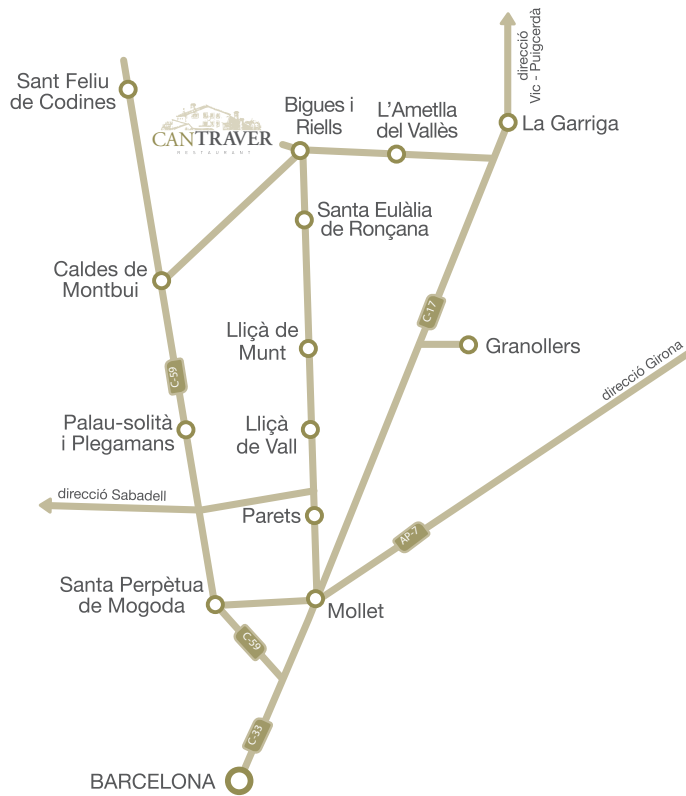 direcció
Vic - Puigcerdà
Sant Feliu
de Codines
CANTRAVER
RESTAURANT
Bigues i
Riells
L'Ametlla
del Vallès
La Garriga
Santa Eulàlia
de Ronçana
Caldes de
Montbui
C-17
Lliçà de
Munt
Granollers
direcció Girona
C-59
Palau-solità
i Plegamans
Lliçà
de Vall
direcció Sabadell
Parets
AP-7
Santa Perpètua
de Mogoda
Mollet
C-59
C-33
BARCELONA